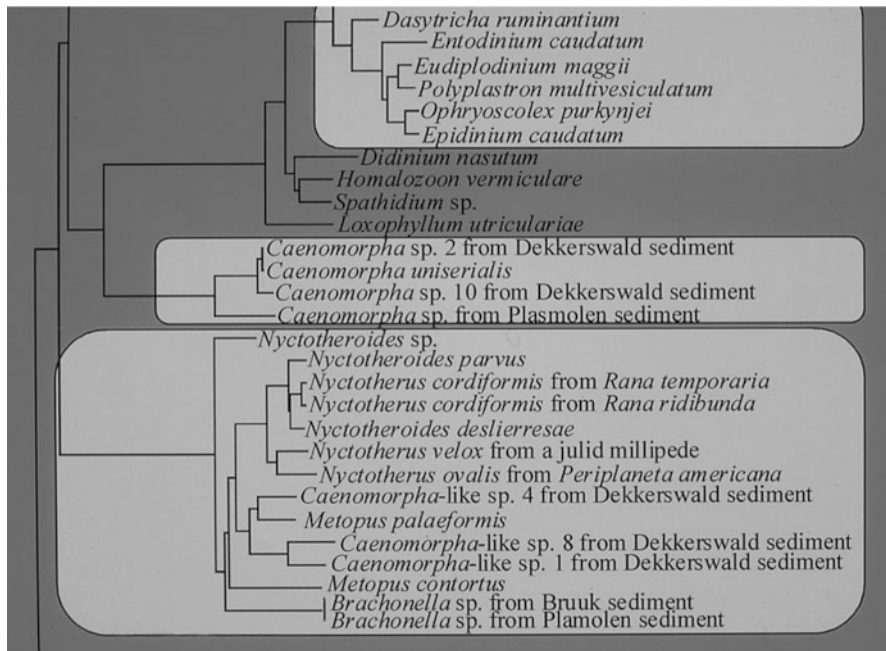 Dasytricha ruminantium
Entodinium caudatum
Eudiplodinium maggii
Polyplastron multivesiculatum
Ophryoscolex purkynjei
Epidinium caudatum
Didinium nasutum
Homalozoon vermiculare
Spathidium sp.
Loxophyllum utriculariae
Caenomorpha sp. 2 from Dekkerswald sediment
Caenomorpha uniserialis
Caenomorpha sp. 10 from Dekkerswald sediment
Caenomorpha sp. from Plasmolen sediment
Nyctotheroides sp.
Nyctotheroides parvus
Nyctotherus cordiformis from Rana temporaria
Nyctotherus cordiformis from Rana ridibunda
Nyctotheroides deslierresae
Nyctotherus velox from a julid millipede
Nyctotherus ovalis from Periplaneta americana
Caenomorpha-like sp. 4 from Dekkerswald sediment
Metopus palaeformis
Caenomorpha-like sp. 8 from Dekkerswald sediment
Caenomorpha-like sp. 1 from Dekkerswald sediment
Metopus contortus
Brachonella sp. from Bruuk sediment
Brachonella sp. from Plamolen sediment